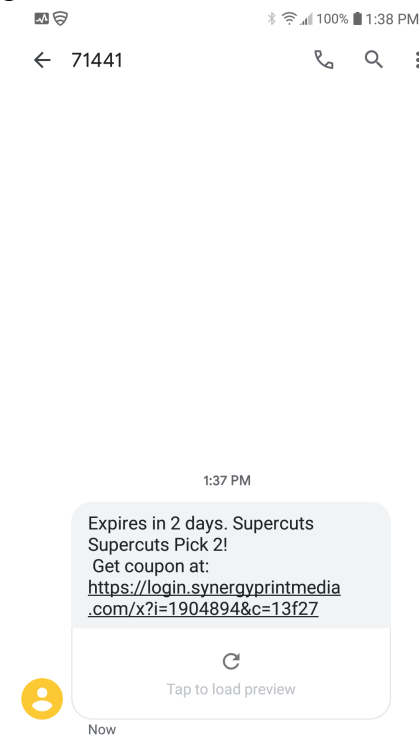 100% 1:38 PM
71441
1:37 PM
Expires in 2 days. Supercuts
Supercuts Pick 2!
Get coupon at:
https://login.synergyprintmedia
.com/x?i=1904894&c=13f27
Tap to load preview
Now